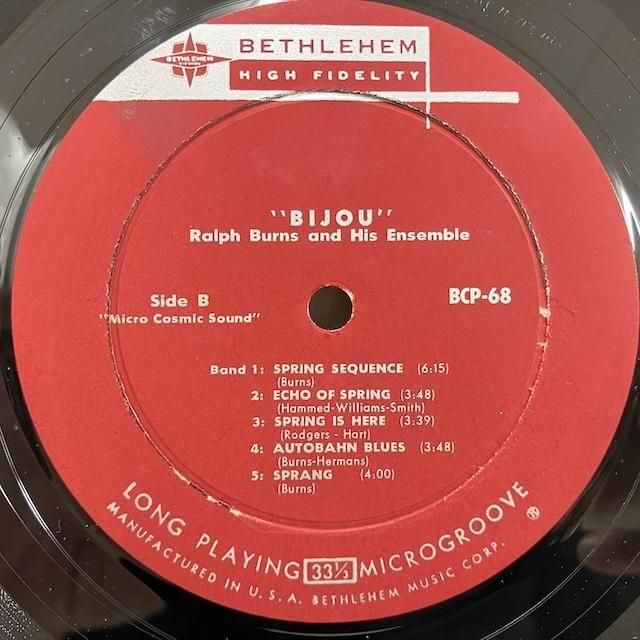 BETHLEHEM
BETHLEHEM
HIGH FIDELITY
"BIJOU"
Ralph Burns and His Ensemble
Side B
BCP-68
"Micro Cosmic Sound"
Band 1: SPRING SEQUENCE (6:15)
(Burns)
2: ECHO OF SPRING (3:48)
(Hammed-Williams-Smith)
3: SPRING IS HERE (3:39)
(Rodgers - Hart)
4: AUTOBAHN BLUES (3:48)
(Burns-Hermans)
5: SPRANG (4:00)
(Burns)
LONG PLAYING 33⅓ MICROGROOVE
MANUFACTURED IN U.S.A. BETHLEHEM MUSIC CORP.